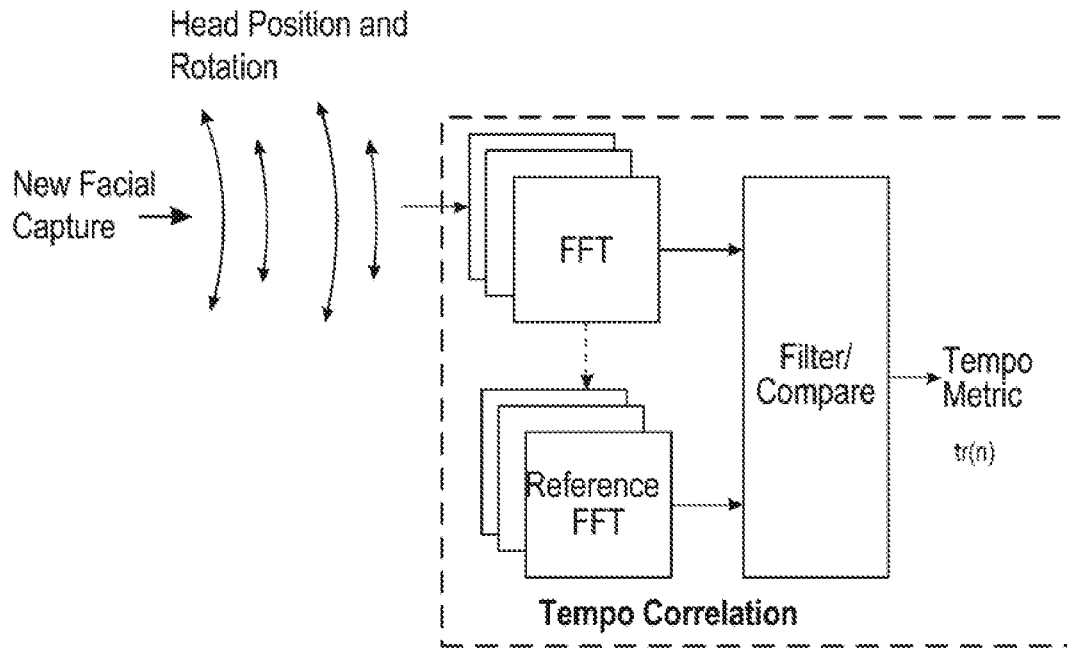 Head Position and
Rotation
New Facial
Capture
FFT
Filter/
Compare
Tempo
Metric
tr(n)
Reference
FFT
Tempo Correlation